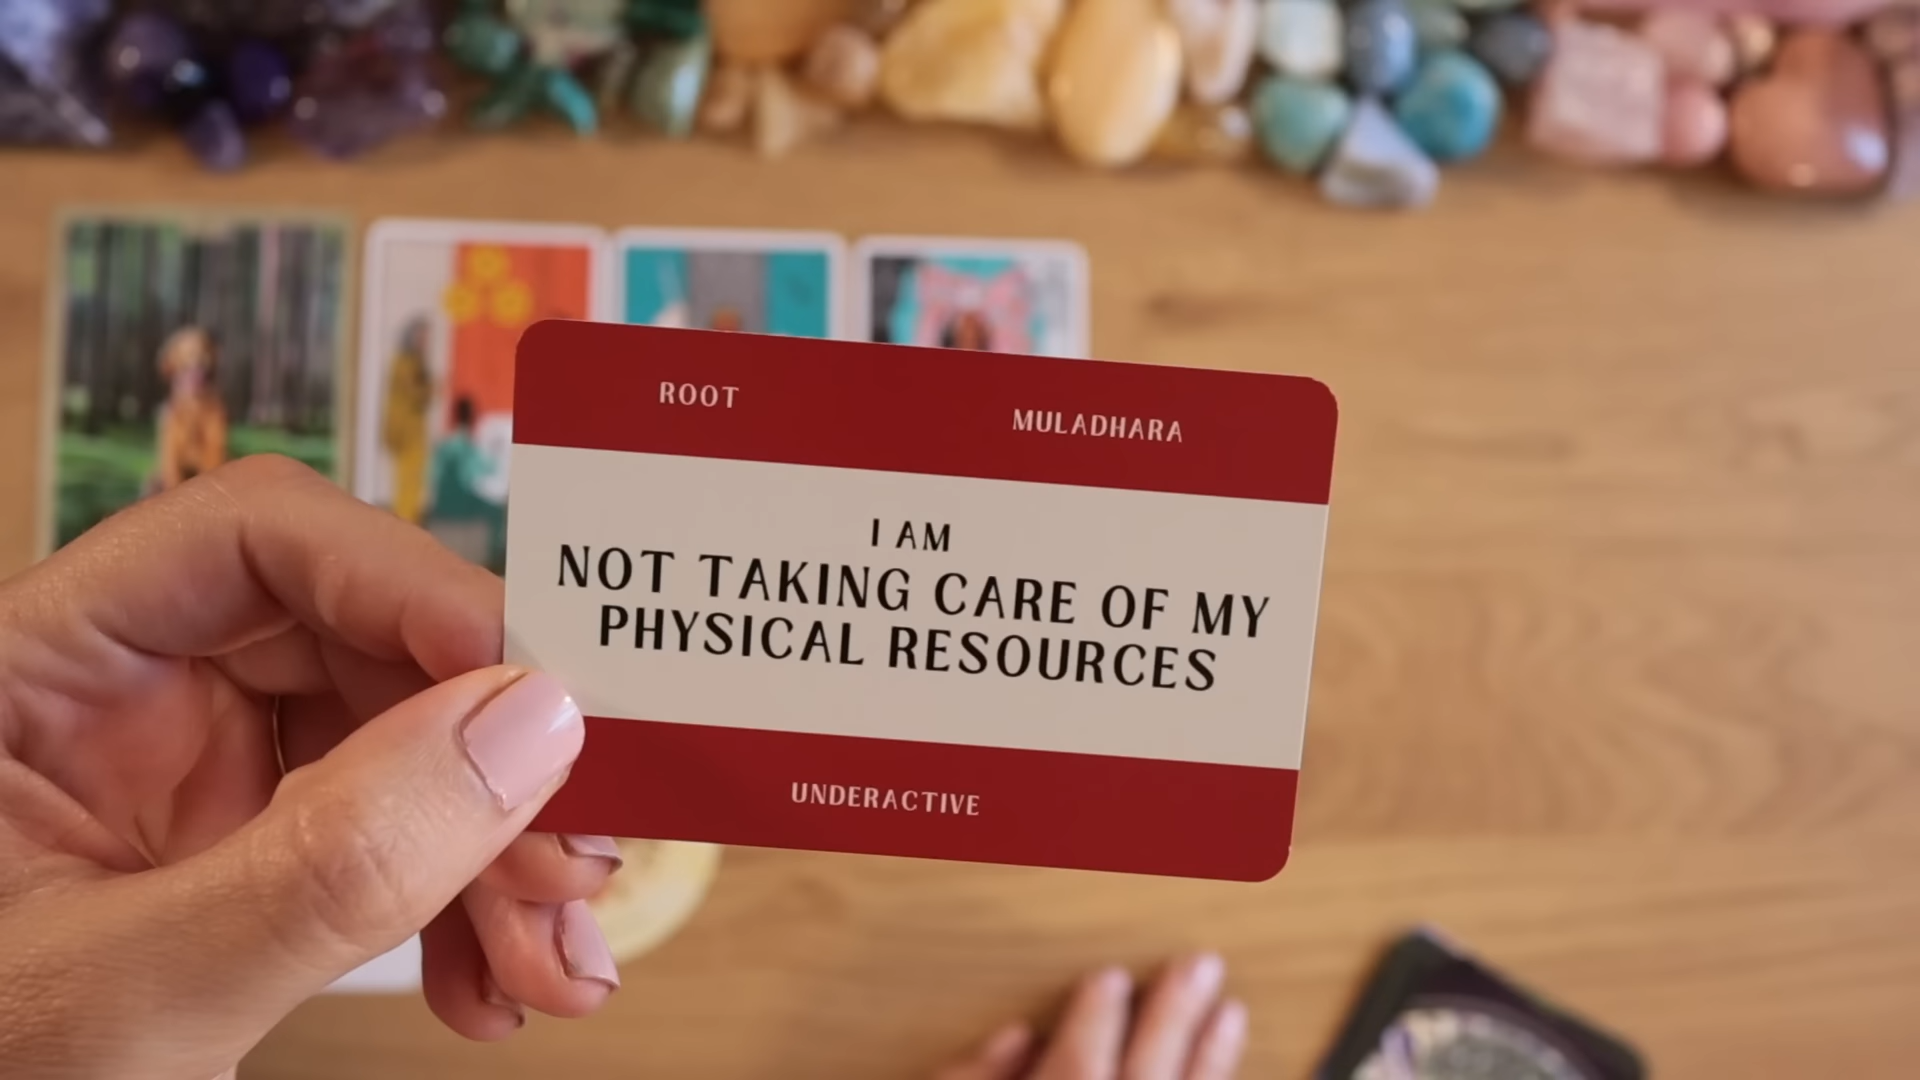 ROOT MULADHARA
I AM
NOT TAKING CARE OF MY
PHYSICAL RESOURCES
UNDERACTIVE